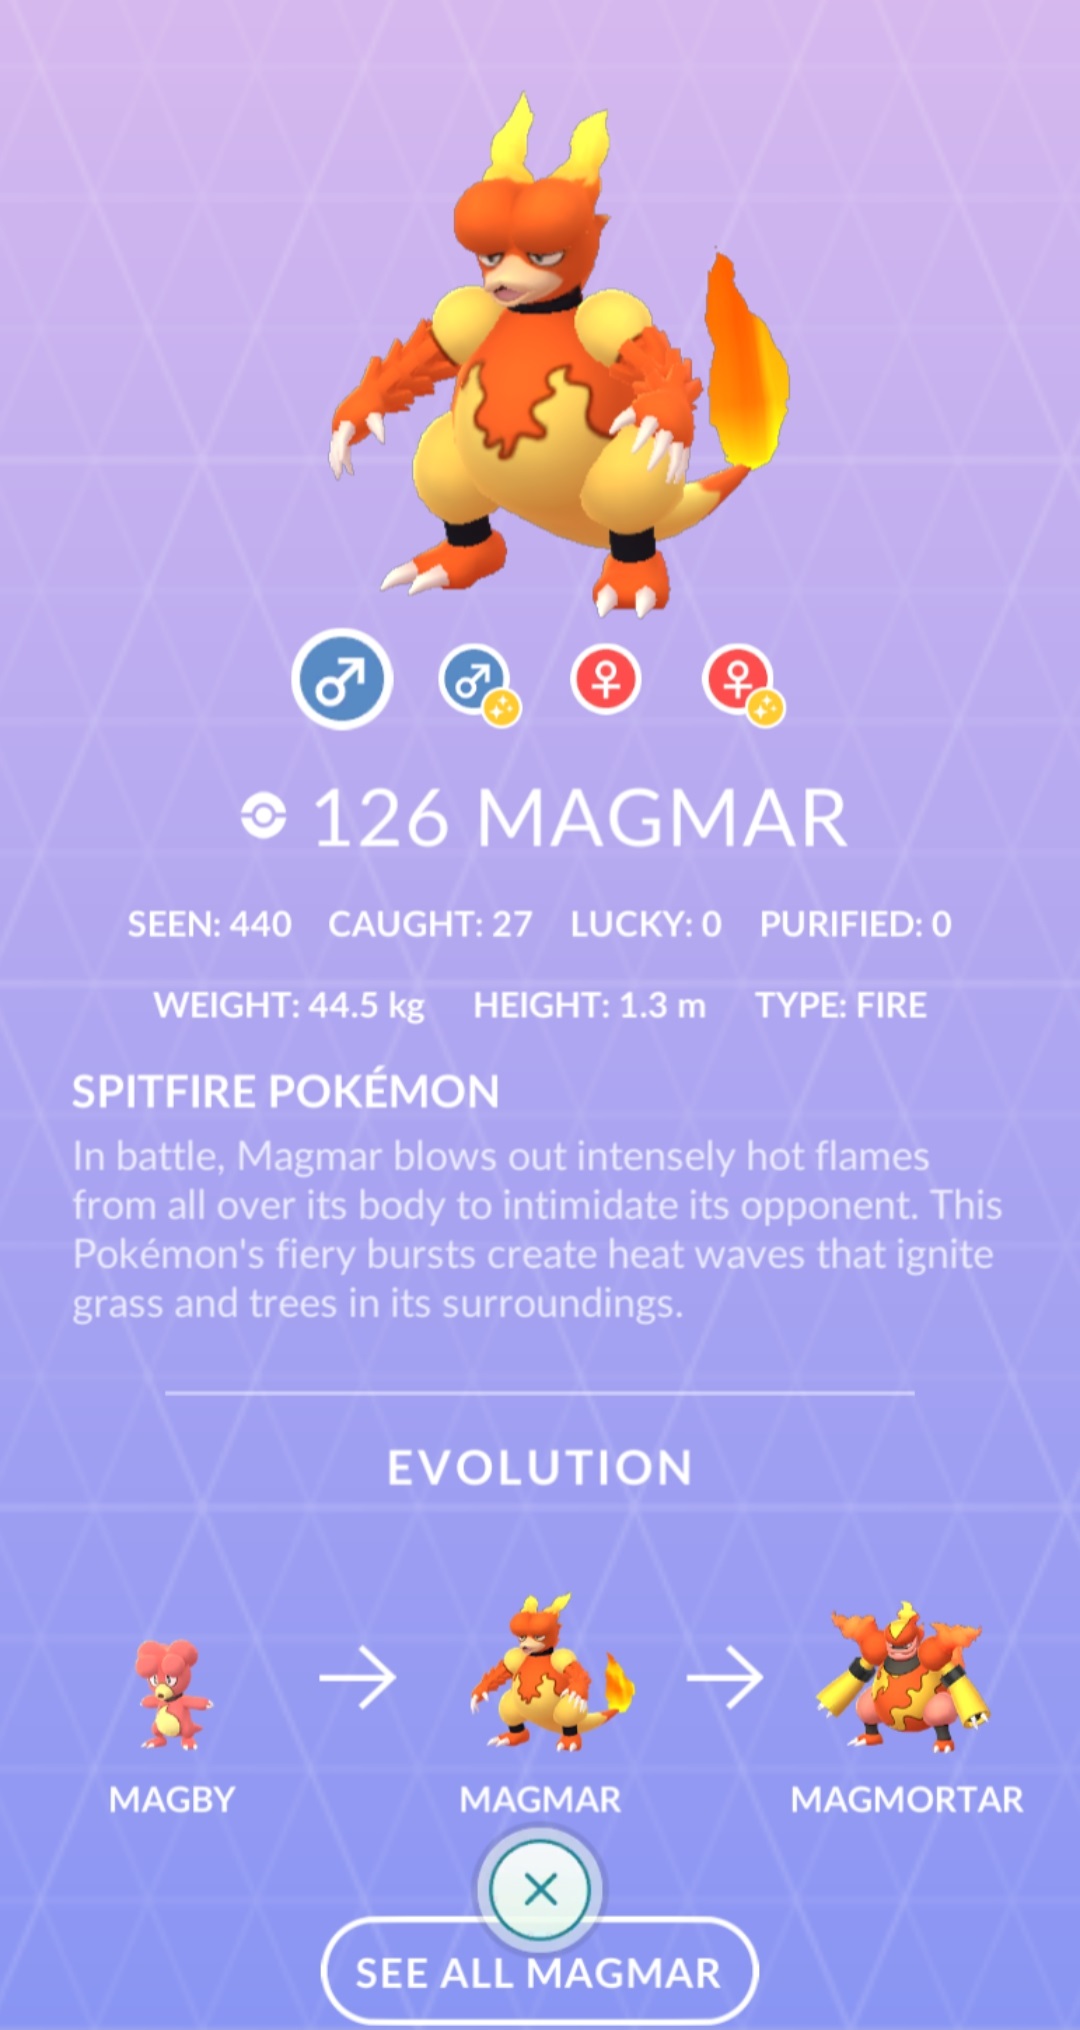 126 MAGMAR
SEEN: 440 CAUGHT: 27 LUCKY: 0 PURIFIED: 0
WEIGHT: 44.5 kg HEIGHT: 1.3 m TYPE: FIRE
SPITFIRE POKÉMON
In battle, Magmar blows out intensely hot flames
from all over its body to intimidate its opponent. This
Pokémon's fiery bursts create heat waves that ignite
grass and trees in its surroundings.
EVOLUTION
MAGBY MAGMAR MAGMORTAR
SEE ALL MAGMAR